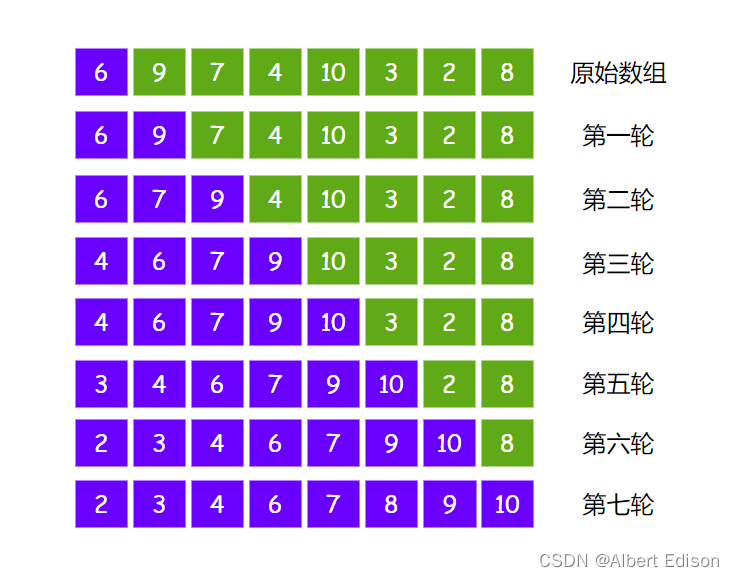 6 9 7 4 10 3 2 8 原始数组
6 9 7 4 10 3 2 8 第一轮
6 7 9 4 10 3 2 8 第二轮
4 6 7 9 10 3 2 8 第三轮
4 6 7 9 10 3 2 8 第四轮
3 4 6 7 9 10 2 8 第五轮
2 3 4 6 7 9 10 8 第六轮
2 3 4 6 7 8 9 10 第七轮
CSDN @Albert Edison